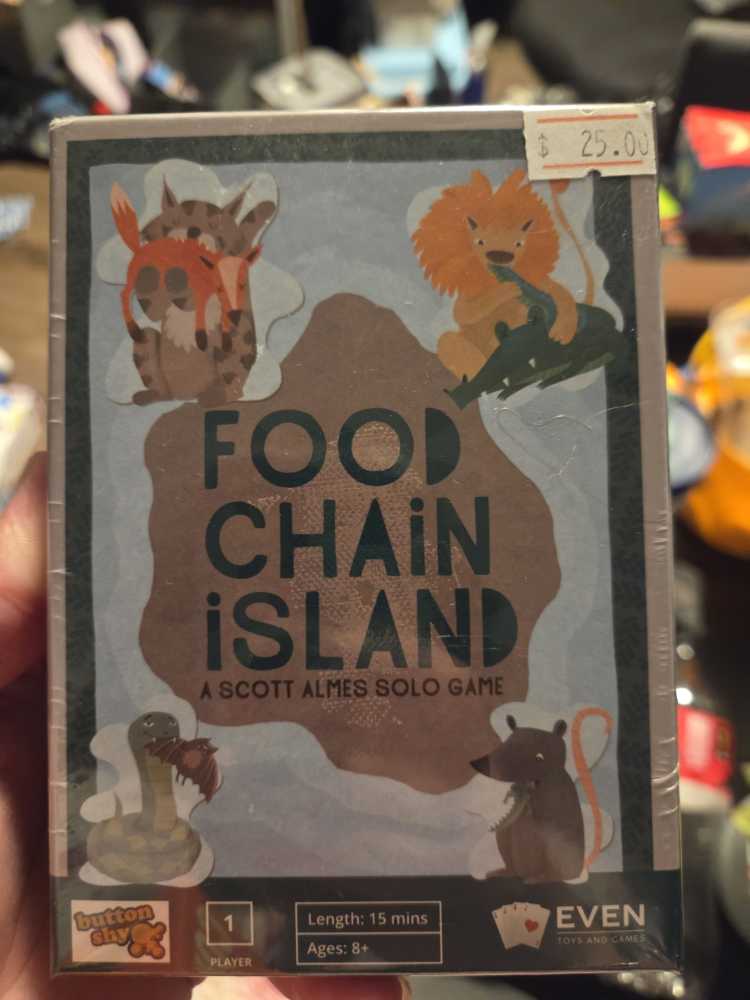 $ 25.00
FOOD
CHAiN
iSLAND
A SCOTT ALMES SOLO GAME
button
shy
1
PLAYER
Length: 15 mins
Ages: 8+
EVEN
TOYS AND GAMES